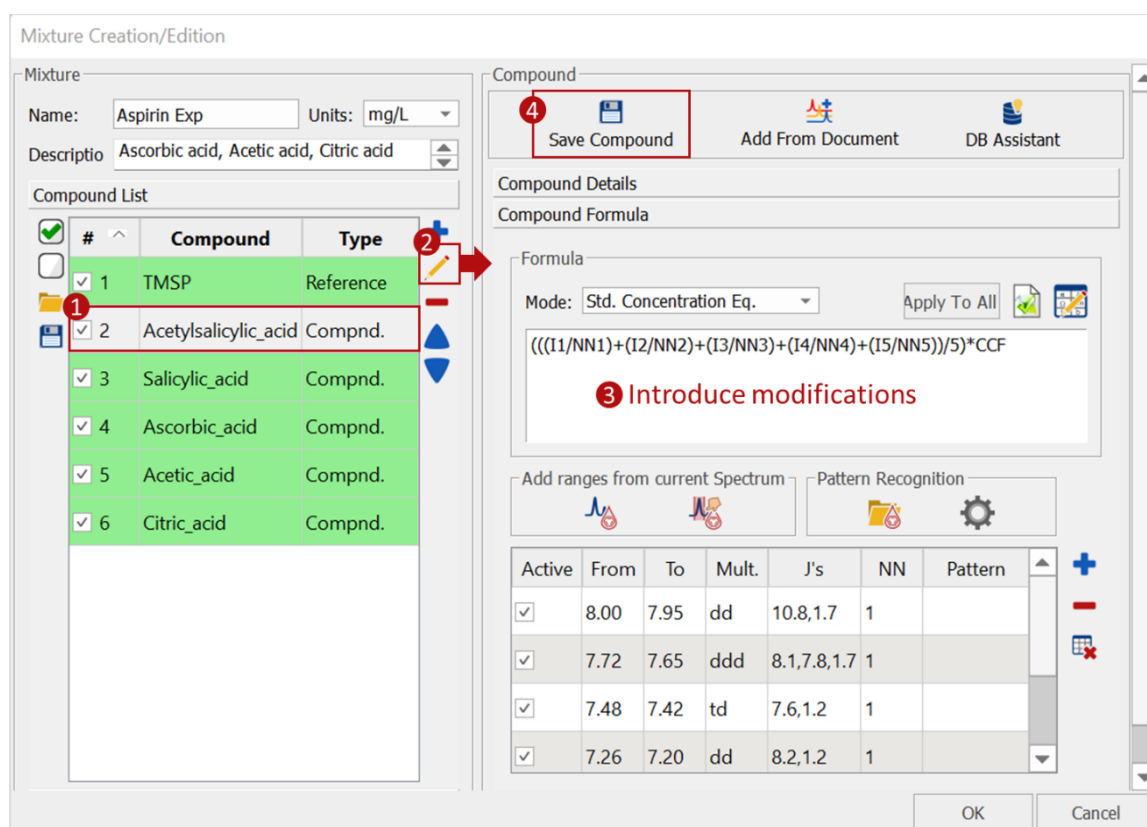 Mixture Creation/Edition
Mixture
Name: Aspirin Exp Units: mg/L
Descriptio Ascorbic acid, Acetic acid, Citric acid
Compound List
# Compound Type
1 TMSP Reference
2 Acetylsalicylic_acid Compnd.
3 Salicylic_acid Compnd.
4 Ascorbic_acid Compnd.
5 Acetic_acid Compnd.
6 Citric_acid Compnd.
1
2
Compound
4
Save Compound Add From Document DB Assistant
Compound Details
Compound Formula
Formula
Mode: Std. Concentration Eq. Apply To All
(((I1/NN1)+(I2/NN2)+(I3/NN3)+(I4/NN4)+(I5/NN5))/5)*CCF
3 Introduce modifications
Add ranges from current Spectrum Pattern Recognition
Active From To Mult. J's NN Pattern
8.00 7.95 dd 10.8,1.7 1
7.72 7.65 ddd 8.1,7.8,1.7 1
7.48 7.42 td 7.6,1.2 1
7.26 7.20 dd 8.2,1.2 1
OK Cancel